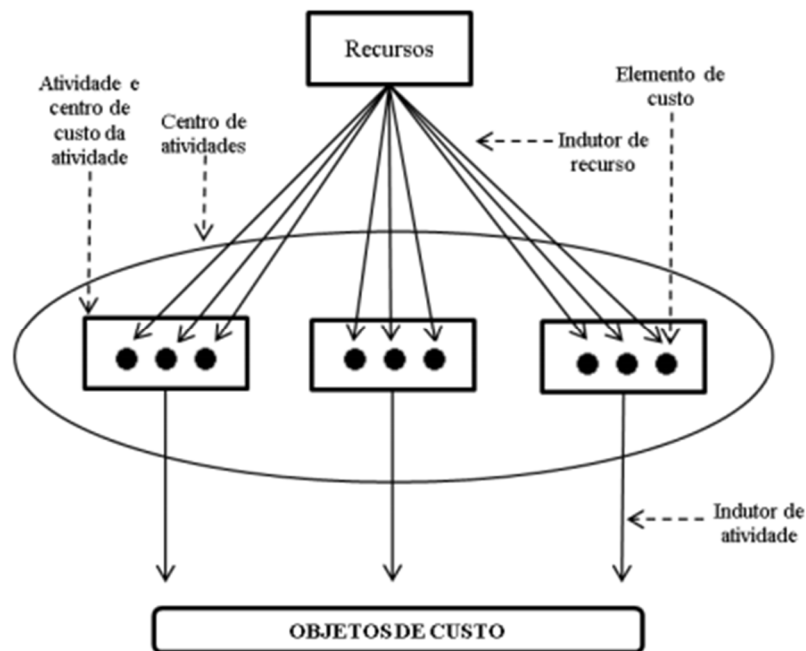 Recursos
Atividade e
centro de
custo da
atividade
Centro de
atividades
Indutor de
recurso
Elemento de
custo
Indutor de
atividade
OBJETOS DE CUSTO